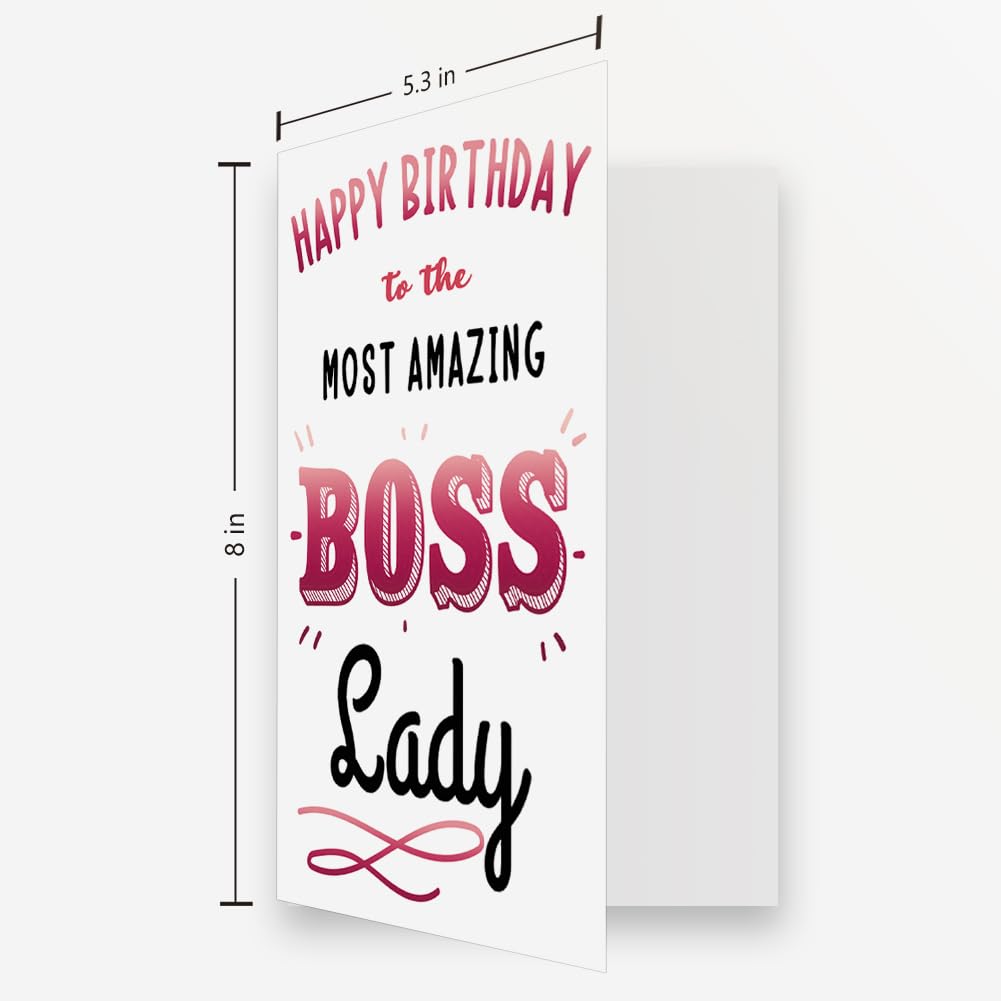 5.3 in
8 in
HAPPY BIRTHDAY
to the
MOST AMAZING
BOSS
Lady